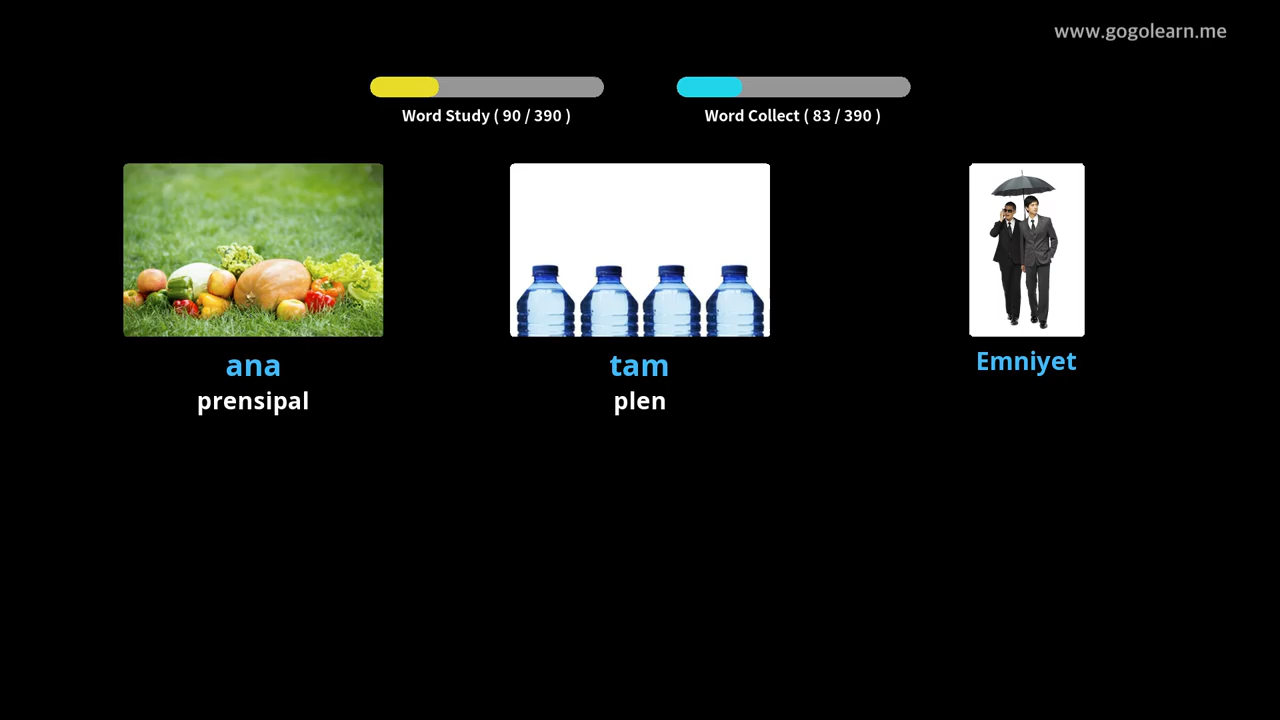 www.gogolearn.me
Word Study ( 90 / 390 )
Word Collect ( 83 / 390 )
ana
prensipal
tam
plen
Emniyet